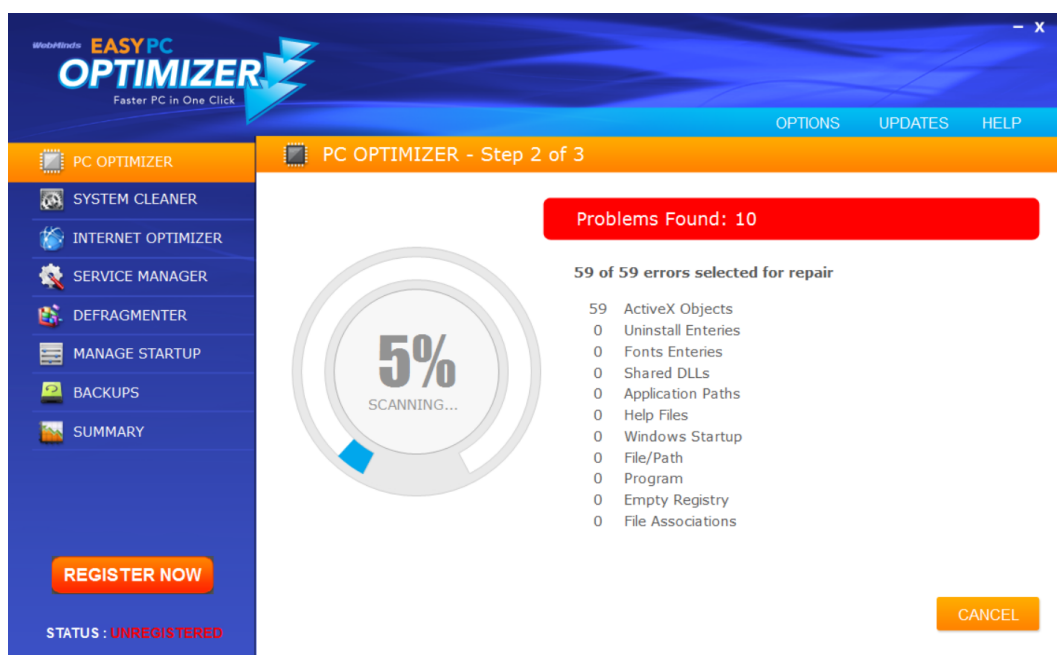 WebMinds EASY PC
OPTIMIZER
Faster PC in One Click
– X
OPTIONS UPDATES HELP
PC OPTIMIZER
SYSTEM CLEANER
INTERNET OPTIMIZER
SERVICE MANAGER
DEFRAGMENTER
MANAGE STARTUP
BACKUPS
SUMMARY
REGISTER NOW
STATUS : UNREGISTERED
PC OPTIMIZER - Step 2 of 3
5%
SCANNING...
Problems Found: 10
59 of 59 errors selected for repair
59 ActiveX Objects
0 Uninstall Enteries
0 Fonts Enteries
0 Shared DLLs
0 Application Paths
0 Help Files
0 Windows Startup
0 File/Path
0 Program
0 Empty Registry
0 File Associations
CANCEL